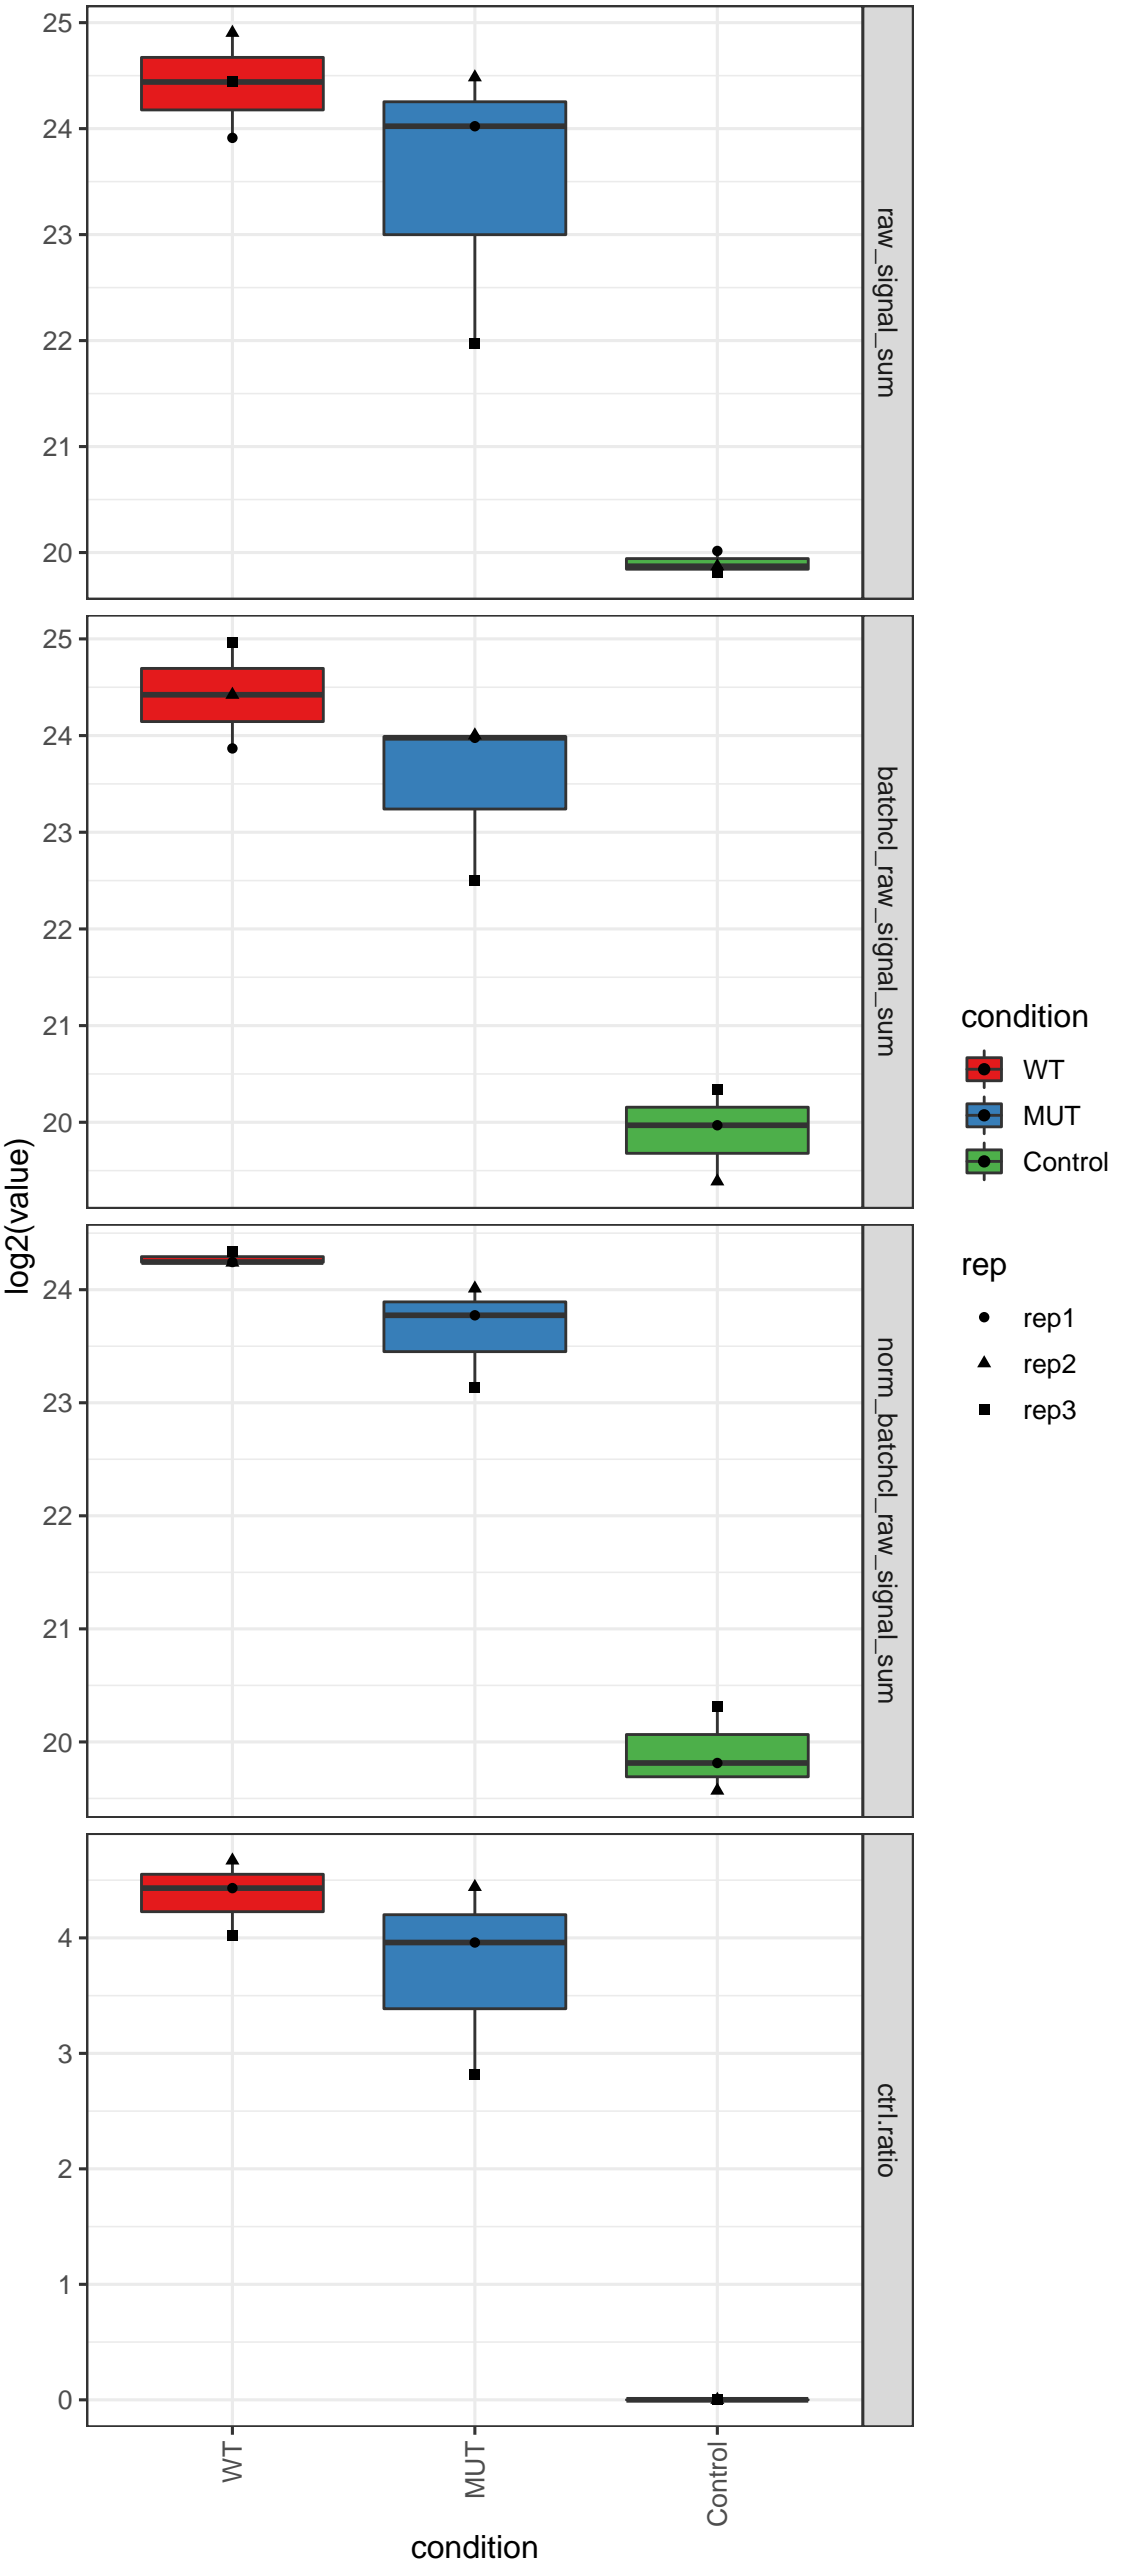 25
24
23
22
21
20
raw_signal_sum
25
24
23
22
21
20
batchcl_raw_signal_sum
24
23
22
21
20
norm_batchcl_raw_signal_sum
4
3
2
1
0
ctrl.ratio
log2(value)
WT
MUT
Control
condition
condition
WT
MUT
Control
rep
rep1
rep2
rep3